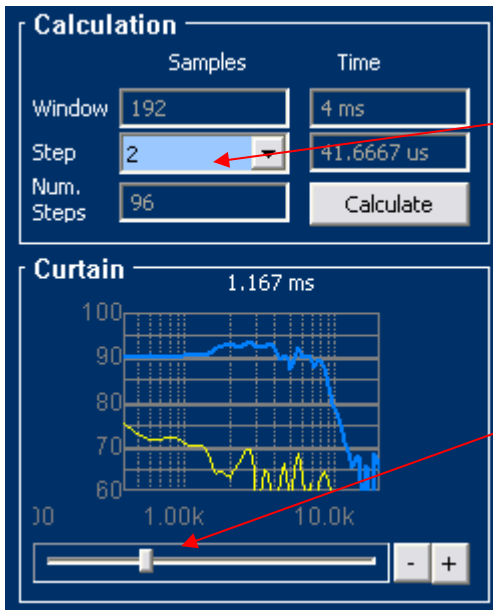 Calculation
Samples Time
Window 192 4 ms
Step 2 41.6667 us
Num.
Steps 96 Calculate
Curtain
1.167 ms
100
90
80
70
60
00 1.00k 10.0k
- +